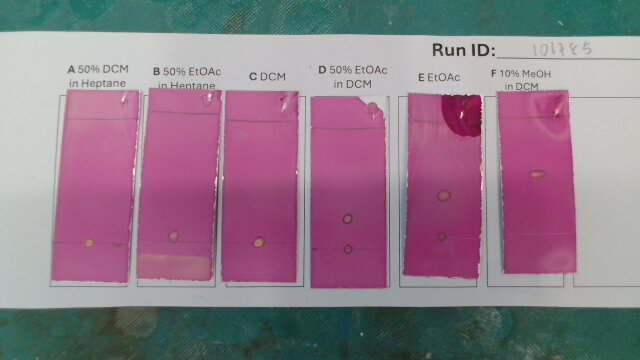 Run ID: 101785
A 50% DCM
in Heptane
B 50% EtOAc
in Heptane
C DCM
D 50% EtOAc
in DCM
E EtOAc
F 10% MeOH
in DCM